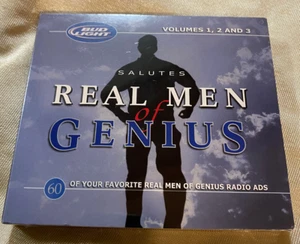 BUD LIGHT
VOLUMES 1, 2 AND 3
SALUTES
REAL MEN
of
GENIUS
60 OF YOUR FAVORITE REAL MEN OF GENIUS RADIO ADS